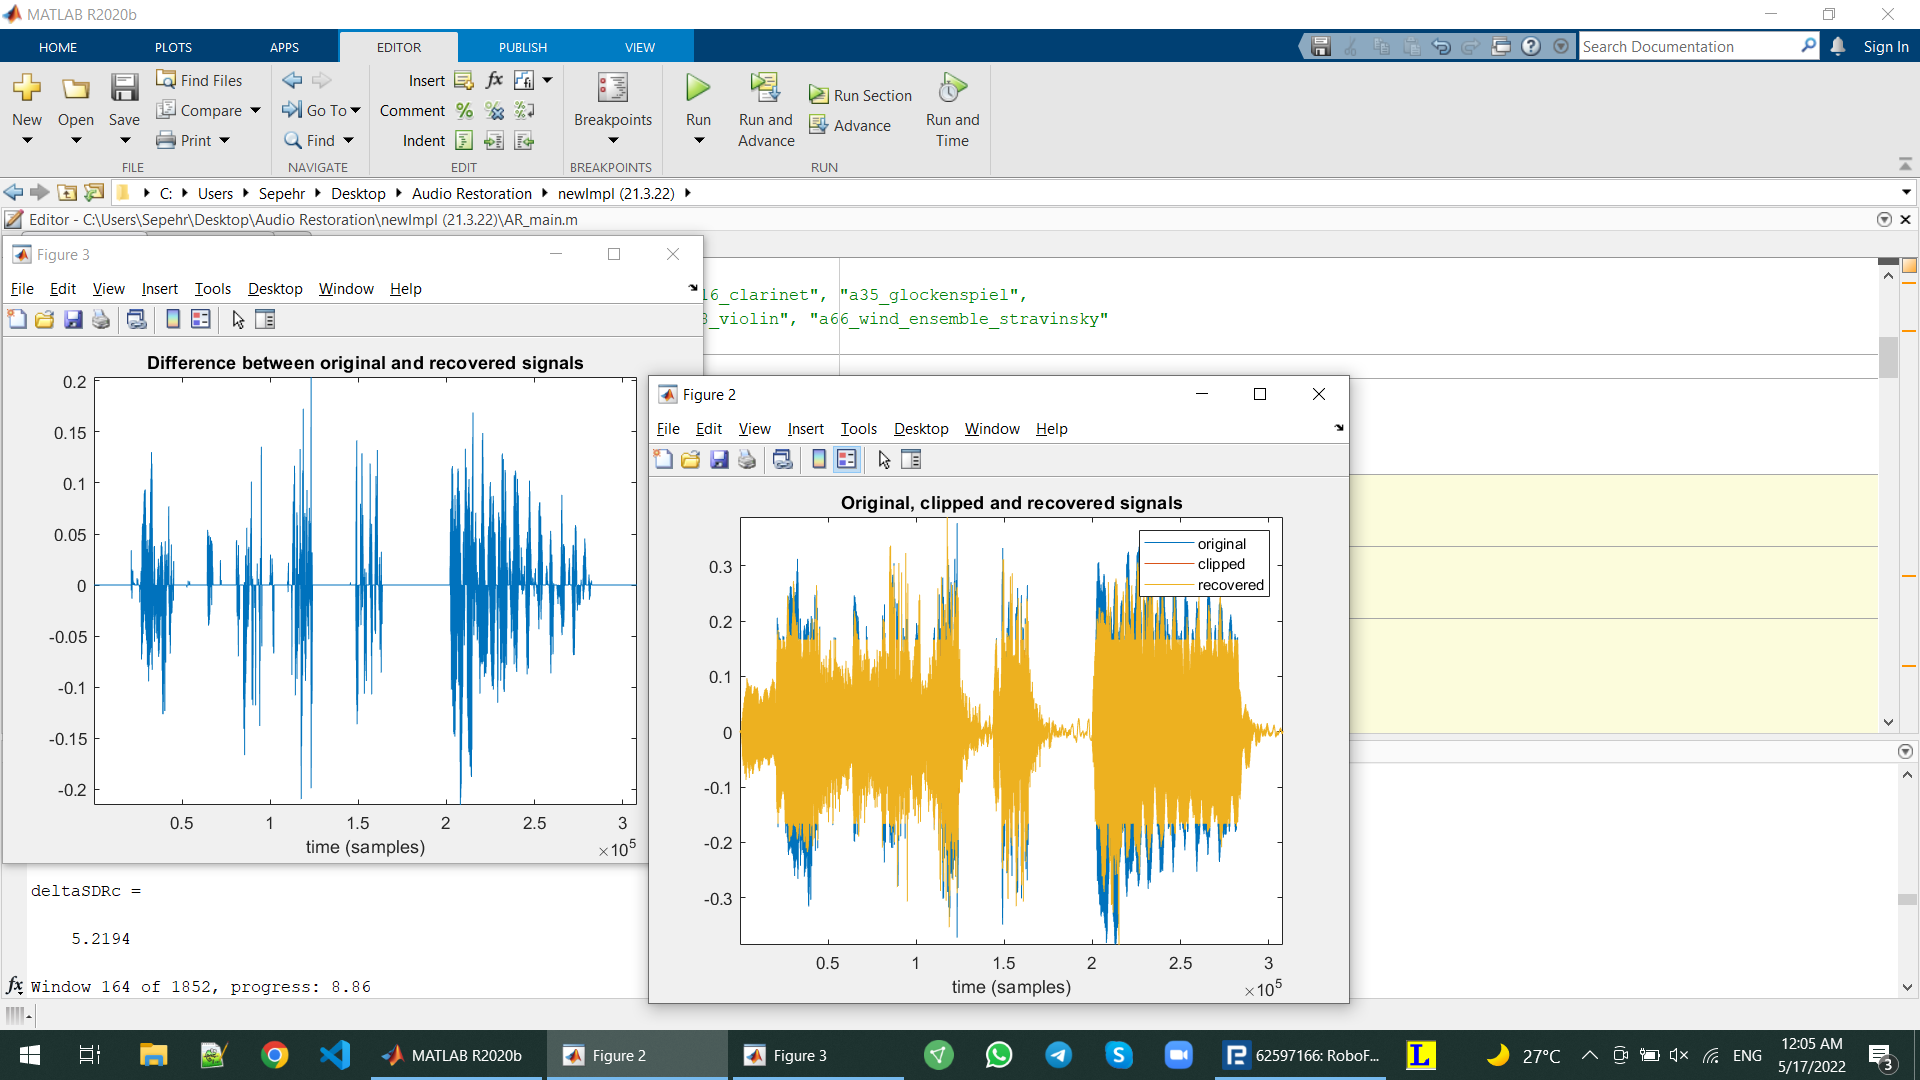 MATLAB R2020b
HOME PLOTS APPS EDITOR PUBLISH VIEW
Search Documentation
Sign In
New
Open
Save
Find Files
Compare
Print
FILE
Go To
Find
NAVIGATE
Insert
Comment
Indent
EDIT
Breakpoints
BREAKPOINTS
Run
Run and Advance
Run Section
Advance
Run and Time
RUN
C: Users Sepehr Desktop Audio Restoration newImpl (21.3.22)
Editor - C:\Users\Sepehr\Desktop\Audio Restoration\newImpl (21.3.22)\AR_main.m
16_clarinet", "a35_glockenspiel",
_violin", "a66_wind_ensemble_stravinsky"
Figure 3
File Edit View Insert Tools Desktop Window Help
Difference between original and recovered signals
0.2
0.15
0.1
0.05
0
-0.05
-0.1
-0.15
-0.2
0.5 1 1.5 2 2.5 3
time (samples)
×10⁵
Figure 2
File Edit View Insert Tools Desktop Window Help
Original, clipped and recovered signals
original
clipped
recovered
0.3
0.2
0.1
0
-0.1
-0.2
-0.3
0.5 1 1.5 2 2.5 3
time (samples)
×10⁵
deltaSDRc =
5.2194
fx Window 164 of 1852, progress: 8.86
MATLAB R2020b
Figure 2
Figure 3
62597166: RoboF...
L
27°C
ENG
12:05 AM
5/17/2022
3